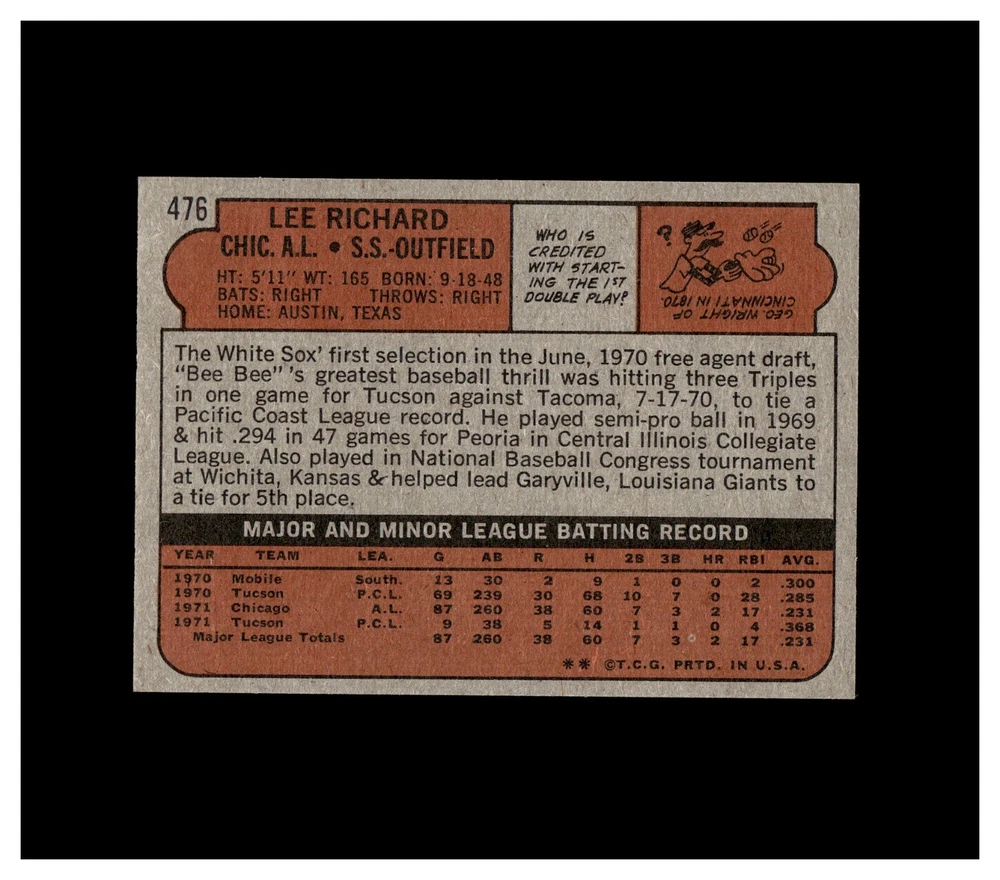 476
LEE RICHARD
CHIC. A.L. • S.S.-OUTFIELD
HT: 5'11" WT: 165 BORN: 9-18-48
BATS: RIGHT THROWS: RIGHT
HOME: AUSTIN, TEXAS
WHO IS
CREDITED
WITH START-
ING THE 1ST
DOUBLE PLAY?
?
GEO. WRIGHT OF
CINCINNATI IN 1870.
The White Sox' first selection in the June, 1970 free agent draft,
"Bee Bee" 's greatest baseball thrill was hitting three Triples
in one game for Tucson against Tacoma, 7-17-70, to tie a
Pacific Coast League record. He played semi-pro ball in 1969
& hit .294 in 47 games for Peoria in Central Illinois Collegiate
League. Also played in National Baseball Congress tournament
at Wichita, Kansas & helped lead Garyville, Louisiana Giants to
a tie for 5th place.
MAJOR AND MINOR LEAGUE BATTING RECORD
YEAR TEAM LEA. G AB R H 2B 3B HR RBI AVG.
1970 Mobile South. 13 30 2 9 1 0 0 2 .300
1970 Tucson P.C.L. 69 239 30 68 10 7 0 28 .285
1971 Chicago A.L. 87 260 38 60 7 3 2 17 .231
1971 Tucson P.C.L. 9 38 5 14 1 1 0 4 .368
Major League Totals 87 260 38 60 7 3 2 17 .231
** ©T.C.G. PRTD. IN U.S.A.